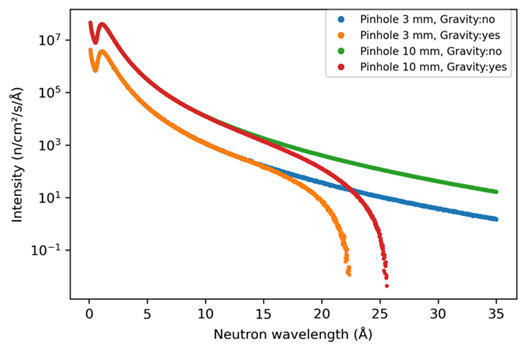 Pinhole 3 mm, Gravity:no
Pinhole 3 mm, Gravity:yes
Pinhole 10 mm, Gravity:no
Pinhole 10 mm, Gravity:yes
10⁷
10⁵
10³
10¹
10⁻¹
Intensity (n/cm²/s/Å)
0 5 10 15 20 25 30 35
Neutron wavelength (Å)